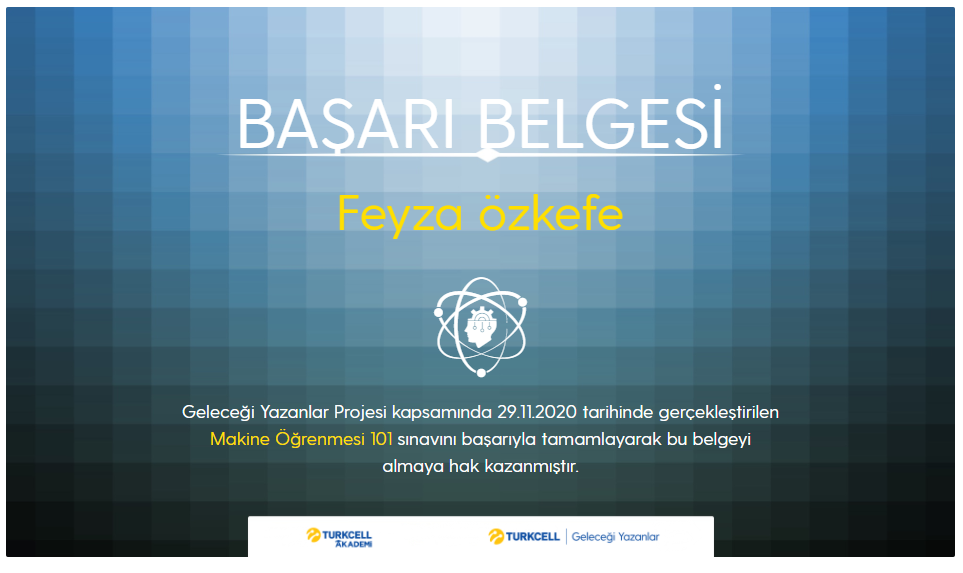 BAŞARI BELGESİ
Feyza özkefe
Geleceği Yazanlar Projesi kapsamında 29.11.2020 tarihinde gerçekleştirilen
Makine Öğrenmesi 101 sınavını başarıyla tamamlayarak bu belgeyi
almaya hak kazanmıştır.
TURKCELL
AKADEMİ
TURKCELL | Geleceği Yazanlar